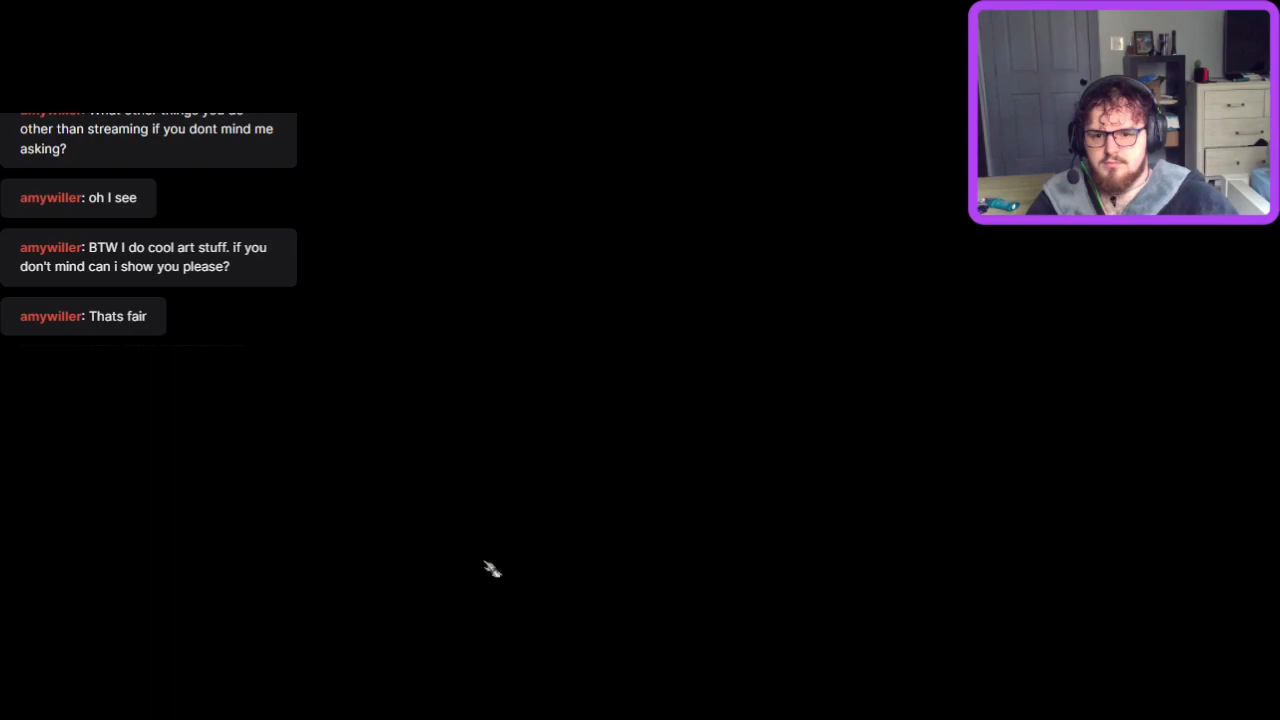 other than streaming if you dont mind me
asking?
amywiller: oh I see
amywiller: BTW I do cool art stuff. if you
don't mind can i show you please?
amywiller: Thats fair